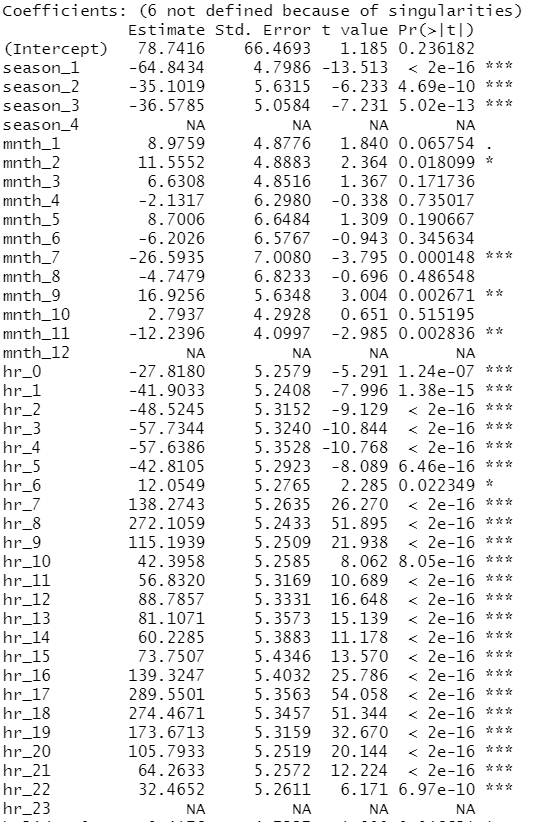 Coefficients: (6 not defined because of singularities)
Estimate Std. Error t value Pr(>|t|)
(Intercept) 78.7416 66.4693 1.185 0.236182
season_1 -64.8434 4.7986 -13.513 < 2e-16 ***
season_2 -35.1019 5.6315 -6.233 4.69e-10 ***
season_3 -36.5785 5.0584 -7.231 5.02e-13 ***
season_4 NA NA NA NA
mnth_1 8.9759 4.8776 1.840 0.065754 .
mnth_2 11.5552 4.8883 2.364 0.018099 *
mnth_3 6.6308 4.8516 1.367 0.171736
mnth_4 -2.1317 6.2980 -0.338 0.735017
mnth_5 8.7006 6.6484 1.309 0.190667
mnth_6 -6.2026 6.5767 -0.943 0.345634
mnth_7 -26.5935 7.0080 -3.795 0.000148 ***
mnth_8 -4.7479 6.8233 -0.696 0.486548
mnth_9 16.9256 5.6348 3.004 0.002671 **
mnth_10 2.7937 4.2928 0.651 0.515195
mnth_11 -12.2396 4.0997 -2.985 0.002836 **
mnth_12 NA NA NA NA
hr_0 -27.8180 5.2579 -5.291 1.24e-07 ***
hr_1 -41.9033 5.2408 -7.996 1.38e-15 ***
hr_2 -48.5245 5.3152 -9.129 < 2e-16 ***
hr_3 -57.7344 5.3240 -10.844 < 2e-16 ***
hr_4 -57.6386 5.3528 -10.768 < 2e-16 ***
hr_5 -42.8105 5.2923 -8.089 6.46e-16 ***
hr_6 12.0549 5.2765 2.285 0.022349 *
hr_7 138.2743 5.2635 26.270 < 2e-16 ***
hr_8 272.1059 5.2433 51.895 < 2e-16 ***
hr_9 115.1939 5.2509 21.938 < 2e-16 ***
hr_10 42.3958 5.2585 8.062 8.05e-16 ***
hr_11 56.8320 5.3169 10.689 < 2e-16 ***
hr_12 88.7857 5.3331 16.648 < 2e-16 ***
hr_13 81.1071 5.3573 15.139 < 2e-16 ***
hr_14 60.2285 5.3883 11.178 < 2e-16 ***
hr_15 73.7507 5.4346 13.570 < 2e-16 ***
hr_16 139.3247 5.4032 25.786 < 2e-16 ***
hr_17 289.5501 5.3563 54.058 < 2e-16 ***
hr_18 274.4671 5.3457 51.344 < 2e-16 ***
hr_19 173.6713 5.3159 32.670 < 2e-16 ***
hr_20 105.7933 5.2519 20.144 < 2e-16 ***
hr_21 64.2633 5.2572 12.224 < 2e-16 ***
hr_22 32.4652 5.2611 6.171 6.97e-10 ***
hr_23 NA NA NA NA